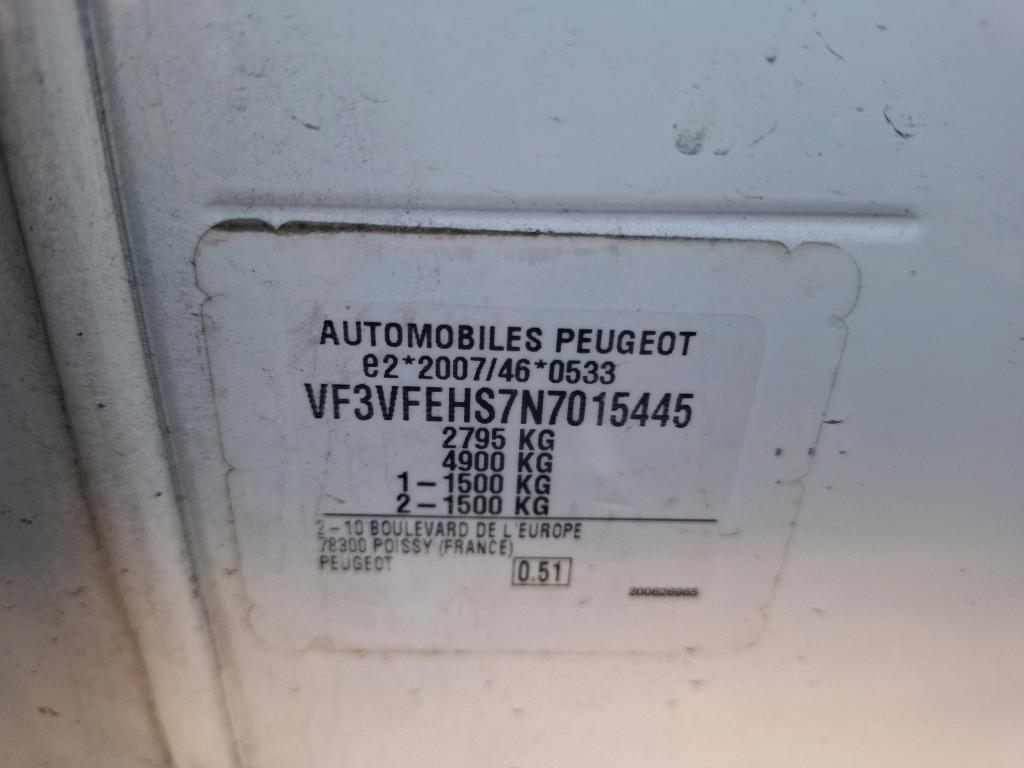 AUTOMOBILES PEUGEOT
e2*2007/46*0533
VF3VFEHS7N7015445
2795 KG
4900 KG
1-1500 KG
2-1500 KG
2-10 BOULEVARD DE L'EUROPE
78300 POISSY (FRANCE)
PEUGEOT
0.51